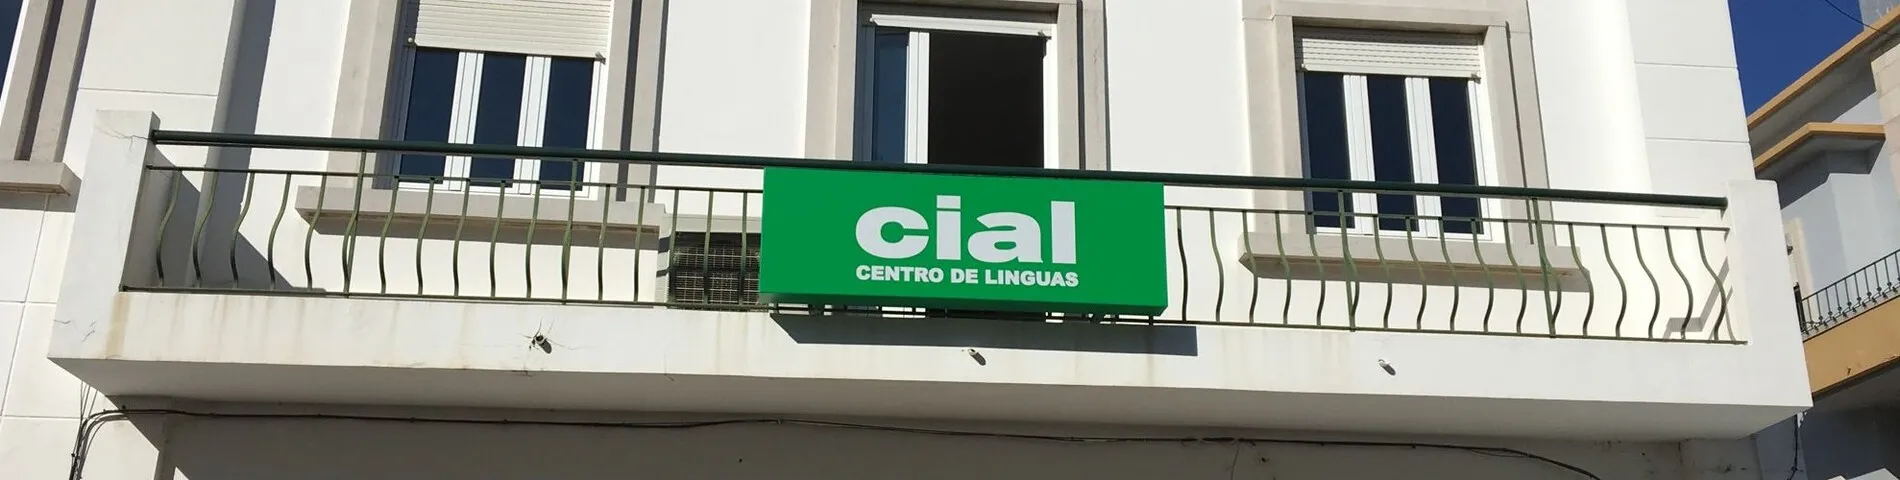 cial
CENTRO DE LINGUAS